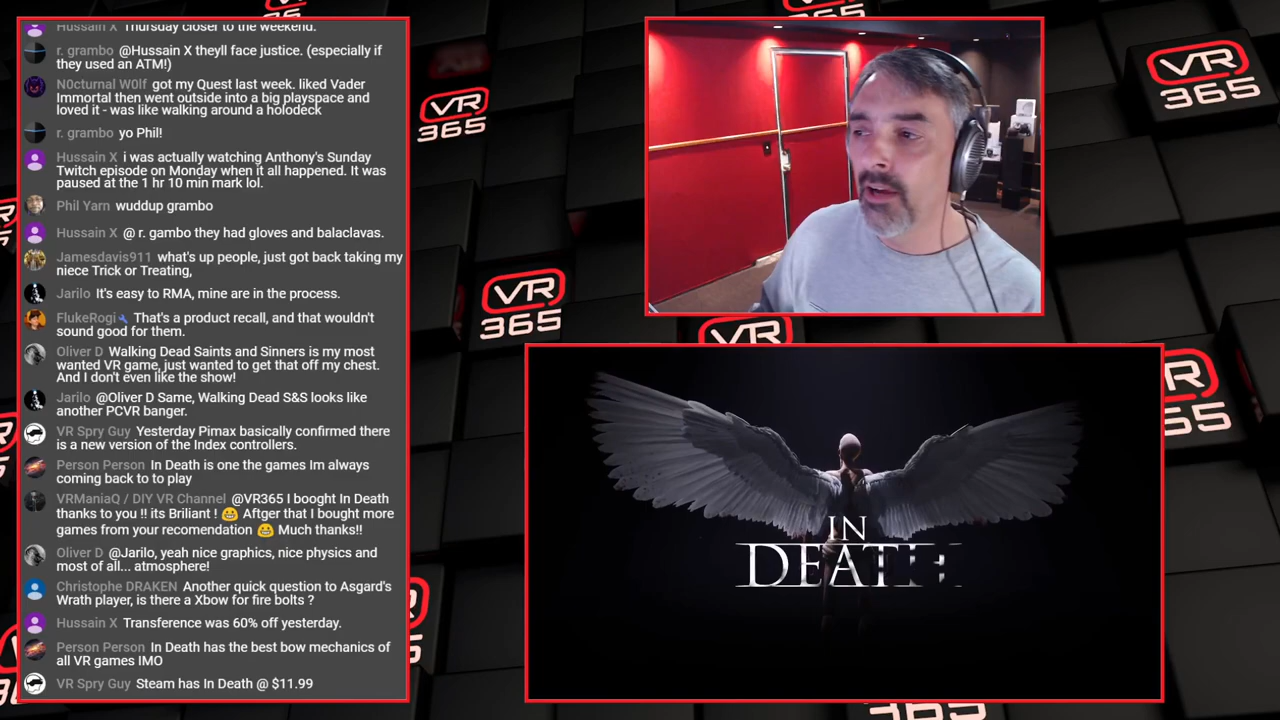 Hussain X Thursday closer to the weekend.
r. grambo @Hussain X theyll face justice. (especially if
they used an ATM!)
N0cturnal W0lf got my Quest last week. liked Vader
Immortal then went outside into a big playspace and
loved it - was like walking around a holodeck
r. grambo yo Phil!
Hussain X i was actually watching Anthony's Sunday
Twitch episode on Monday when it all happened. It was
paused at the 1 hr 10 min mark lol.
Phil Yarn wuddup grambo
Hussain X @ r. gambo they had gloves and balaclavas.
Jamesdavis911 what's up people, just got back taking my
niece Trick or Treating,
Jarilo It's easy to RMA, mine are in the process.
FlukeRogi That's a product recall, and that wouldn't
sound good for them.
Oliver D Walking Dead Saints and Sinners is my most
wanted VR game, just wanted to get that off my chest.
And I don't even like the show!
Jarilo @Oliver D Same, Walking Dead S&S looks like
another PCVR banger.
VR Spry Guy Yesterday Pimax basically confirmed there
is a new version of the Index controllers.
Person Person In Death is one the games Im always
coming back to to play
VRManiaQ / DIY VR Channel @VR365 I booght In Death
thanks to you !! its Briliant ! 😀 Aftger that I bought more
games from your recomendation 😀 Much thanks!!
Oliver D @Jarilo, yeah nice graphics, nice physics and
most of all... atmosphere!
Christophe DRAKEN Another quick question to Asgard's
Wrath player, is there a Xbow for fire bolts ?
Hussain X Transference was 60% off yesterday.
Person Person In Death has the best bow mechanics of
all VR games IMO
VR Spry Guy Steam has In Death @ $11.99
VR
365
VR
365
VR
365
VR
VR
65
IN
DEATH
365